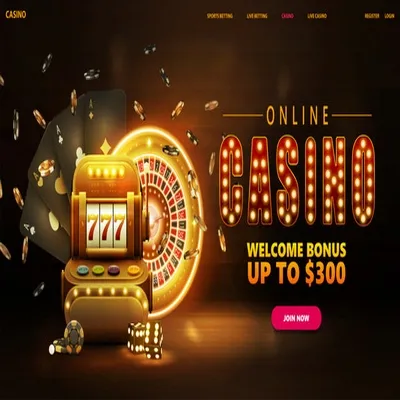 CASINO
SPORTS BETTING LIVE BETTING CASINO LIVE CASINO REGISTER LOGIN
ONLINE
CASINO
777
WELCOME BONUS
UP TO $300
JOIN NOW